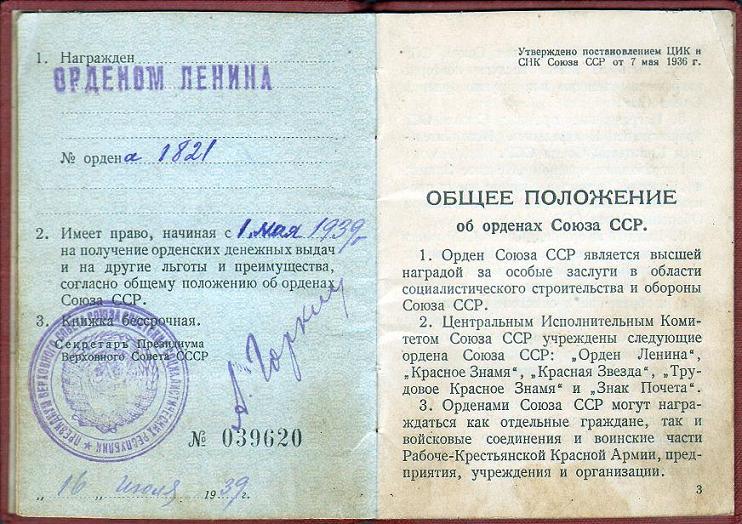 1. Награжден
ОРДЕНОМ ЛЕНИНА
№ ордена 1821
2. Имеет право, начиная с 1 мая 1939 г
на получение орденских денежных выдач
и на другие льготы и преимущества,
согласно общему положению об орденах
Союза ССР.
3. Книжка бессрочная.
Секретарь Президиума
Верховного Совета СССР
А. Горкин
№ 039620
„ 16 „ июля 1939 г.
Утверждено постановлением ЦИК и
СНК Союза ССР от 7 мая 1936 г.
ОБЩЕЕ ПОЛОЖЕНИЕ
об орденах Союза ССР.
1. Орден Союза ССР является высшей
наградой за особые заслуги в области
социалистического строительства и обороны
Союза ССР.
2. Центральным Исполнительным Коми-
тетом Союза ССР учреждены следующие
ордена Союза ССР: „Орден Ленина“,
„Красное Знамя“, „Красная Звезда“, „Тру-
довое Красное Знамя“ и „Знак Почета“.
3. Орденами Союза ССР могут награ-
ждаться как отдельные граждане, так и
войсковые соединения и воинские части
Рабоче-Крестьянской Красной Армии, пред-
приятия, учреждения и организации.
3